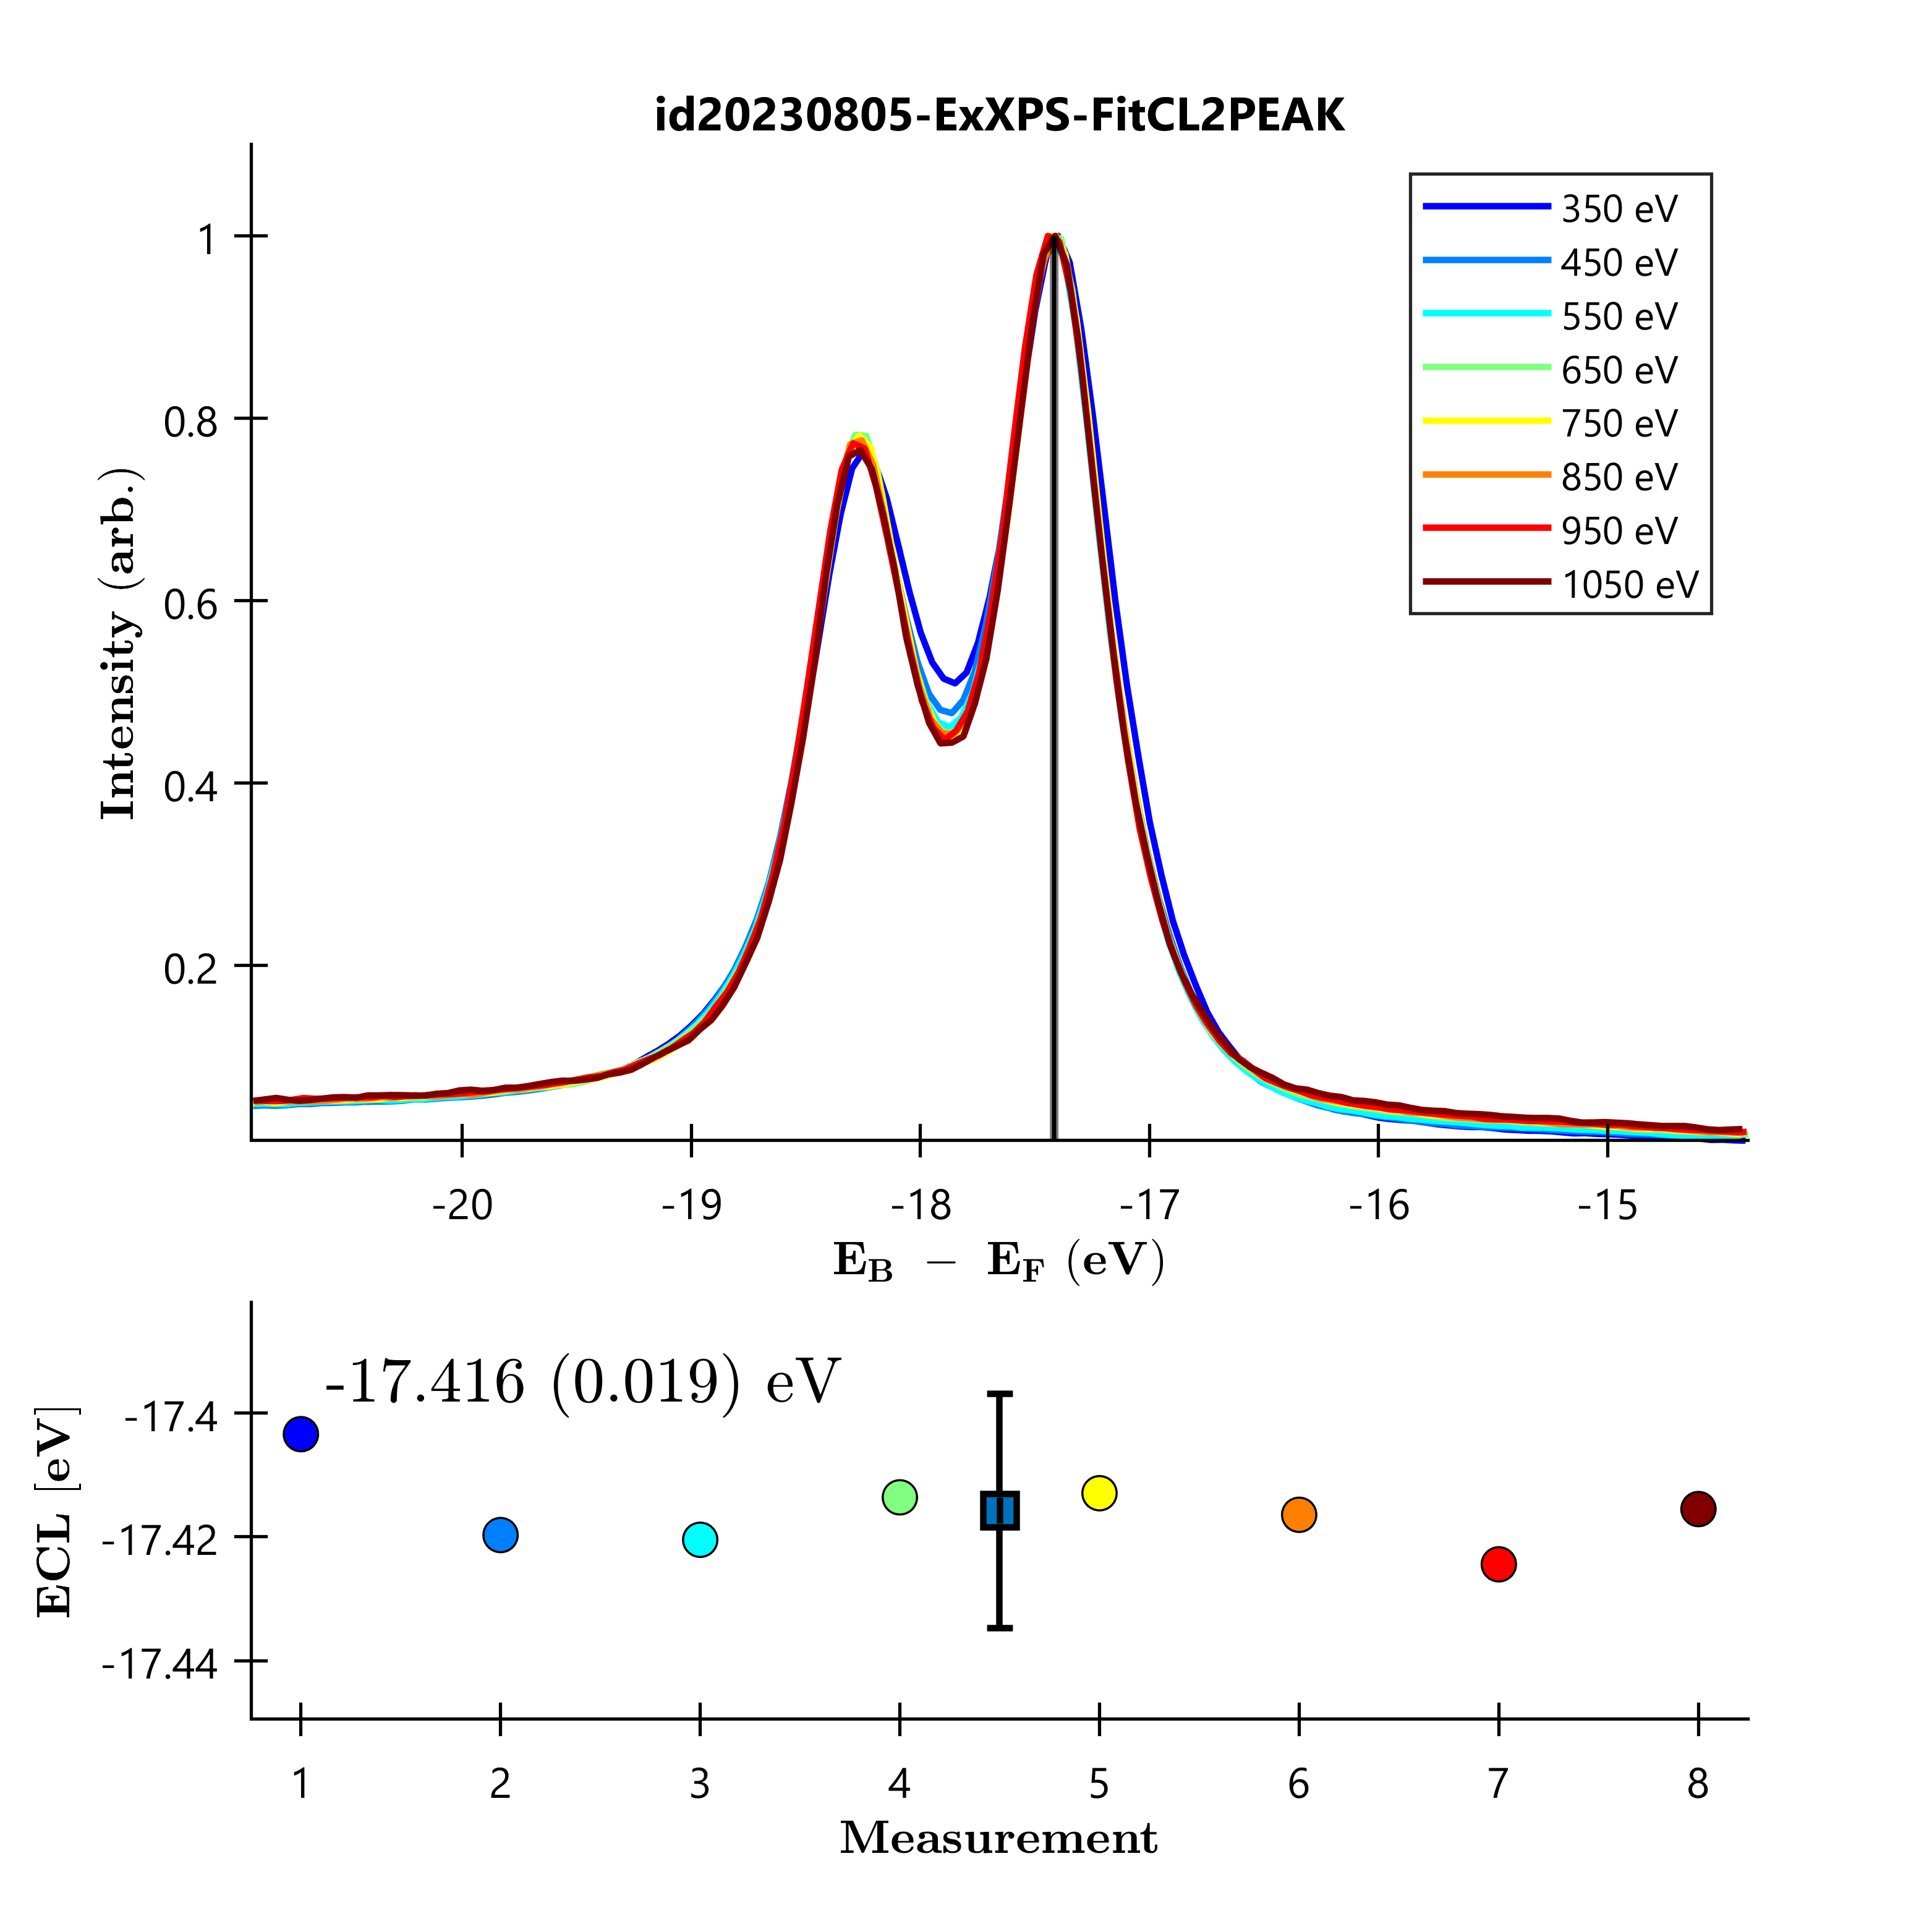 id20230805-ExXPS-FitCL2PEAK
350 eV
450 eV
550 eV
650 eV
750 eV
850 eV
950 eV
1050 eV
Intensity (arb.)
1
0.8
0.6
0.4
0.2
-20 -19 -18 -17 -16 -15
E_B − E_F (eV)
-17.416 (0.019) eV
ECL [eV]
-17.4
-17.42
-17.44
1 2 3 4 5 6 7 8
Measurement